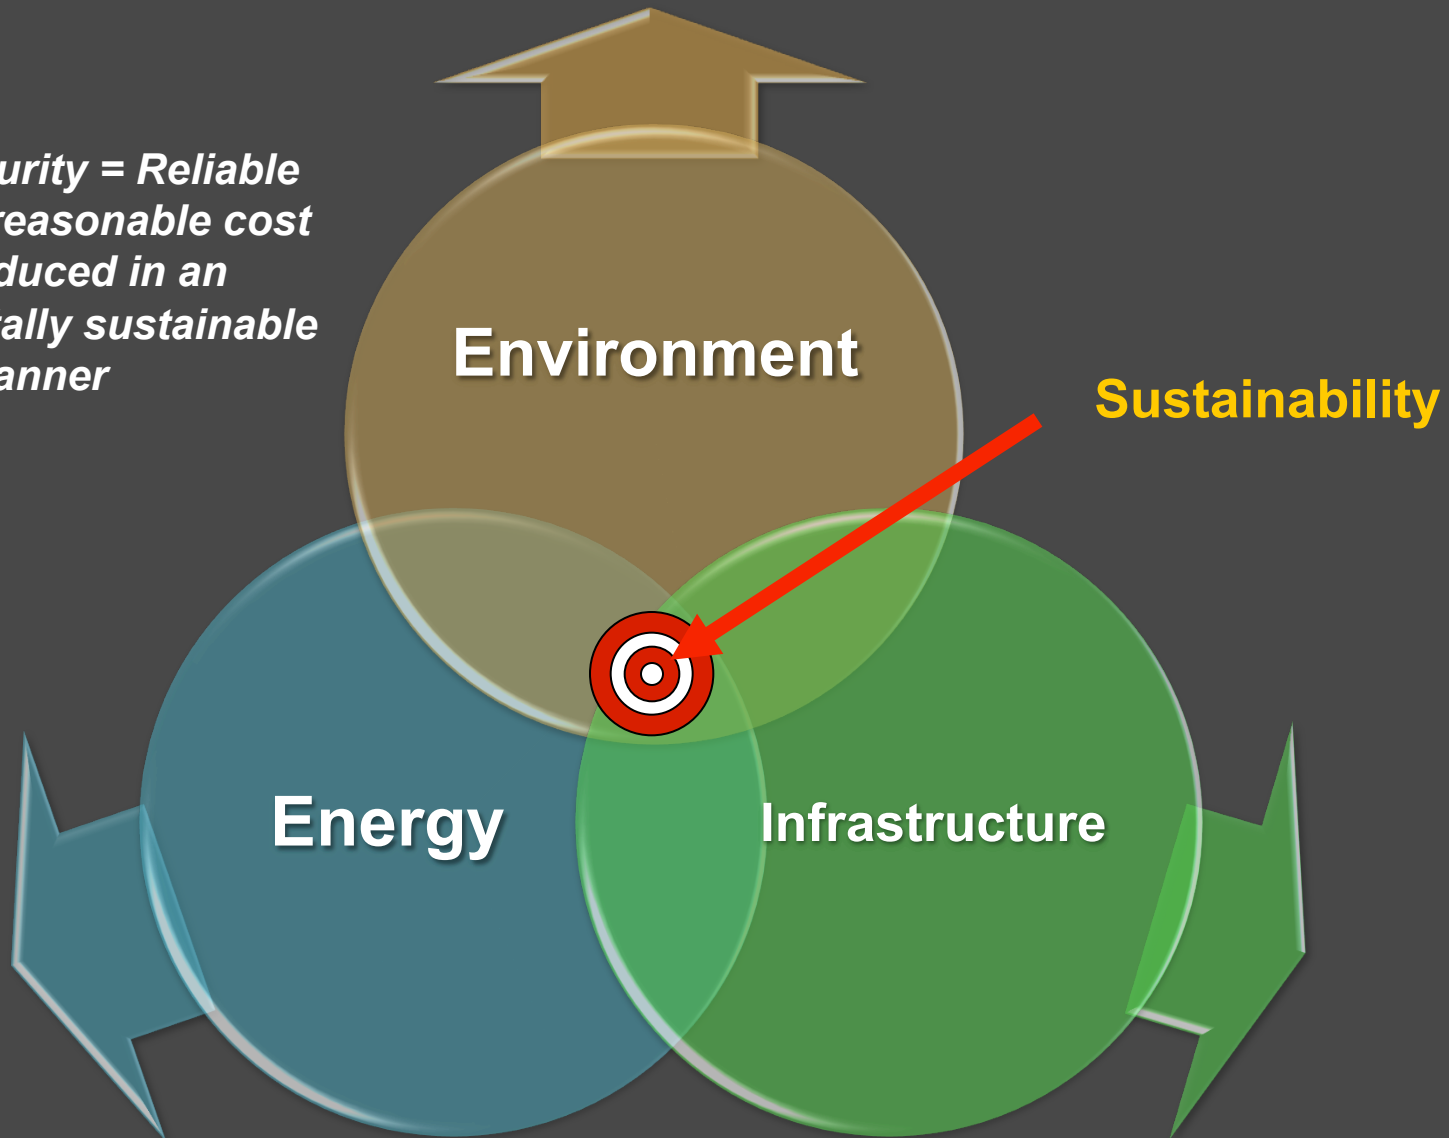 urity = Reliable
reasonable cost
duced in an
ally sustainable
anner
Environment
Sustainability
Energy
Infrastructure